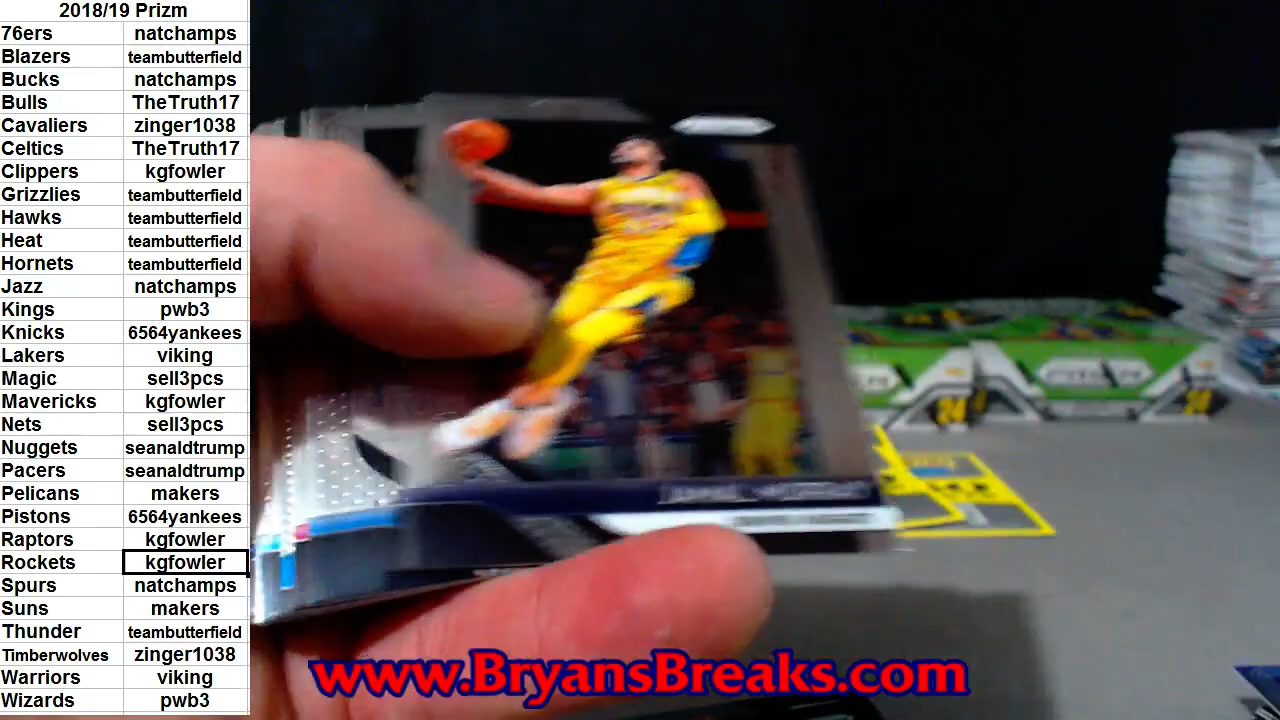 2018/19 Prizm
76ers natchamps
Blazers teambutterfield
Bucks natchamps
Bulls TheTruth17
Cavaliers zinger1038
Celtics TheTruth17
Clippers kgfowler
Grizzlies teambutterfield
Hawks teambutterfield
Heat teambutterfield
Hornets teambutterfield
Jazz natchamps
Kings pwb3
Knicks 6564yankees
Lakers viking
Magic sell3pcs
Mavericks kgfowler
Nets sell3pcs
Nuggets seanaldtrump
Pacers seanaldtrump
Pelicans makers
Pistons 6564yankees
Raptors kgfowler
Rockets kgfowler
Spurs natchamps
Suns makers
Thunder teambutterfield
Timberwolves zinger1038
Warriors viking
Wizards pwb3
24
24
www.BryansBreaks.com